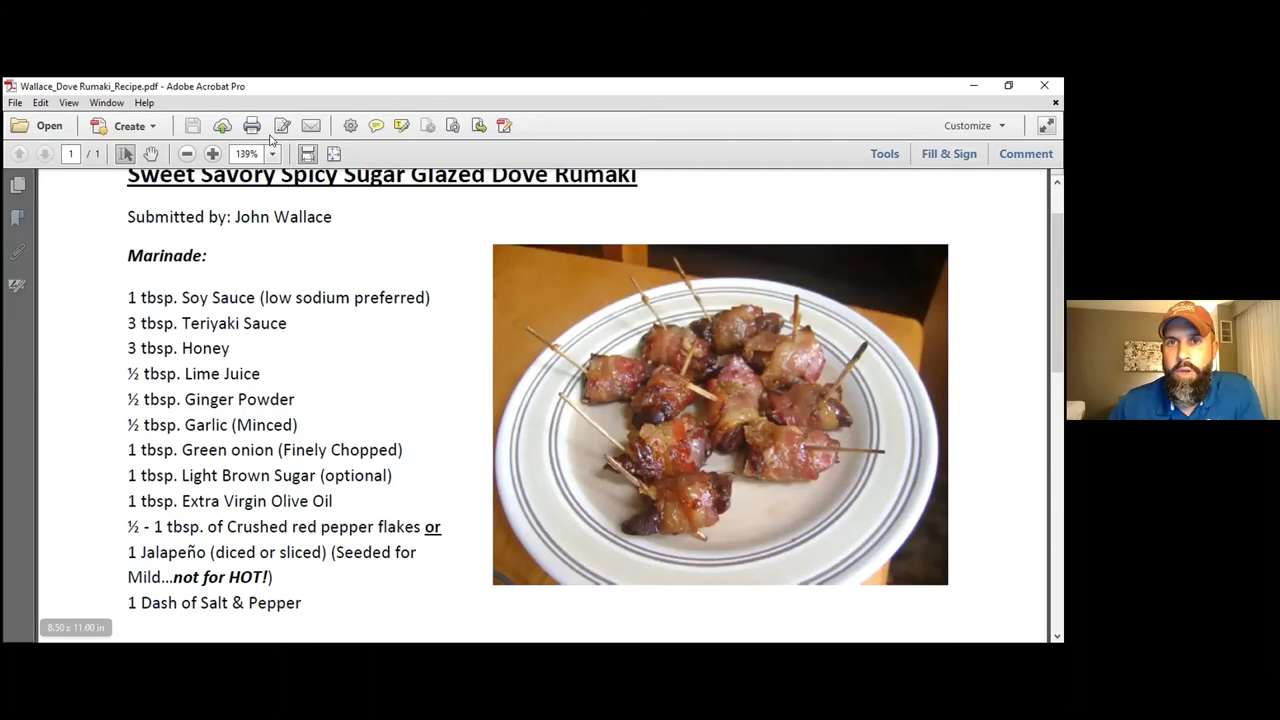 Wallace_Dove Rumaki_Recipe.pdf - Adobe Acrobat Pro
File Edit View Window Help
Open Create Customize
1 / 1 139% Tools Fill & Sign Comment
Sweet Savory Spicy Sugar Glazed Dove Rumaki
Submitted by: John Wallace
Marinade:
1 tbsp. Soy Sauce (low sodium preferred)
3 tbsp. Teriyaki Sauce
3 tbsp. Honey
½ tbsp. Lime Juice
½ tbsp. Ginger Powder
½ tbsp. Garlic (Minced)
1 tbsp. Green onion (Finely Chopped)
1 tbsp. Light Brown Sugar (optional)
1 tbsp. Extra Virgin Olive Oil
½ - 1 tbsp. of Crushed red pepper flakes or
1 Jalapeño (diced or sliced) (Seeded for
Mild...not for HOT!)
1 Dash of Salt & Pepper
8.50 x 11.00 in